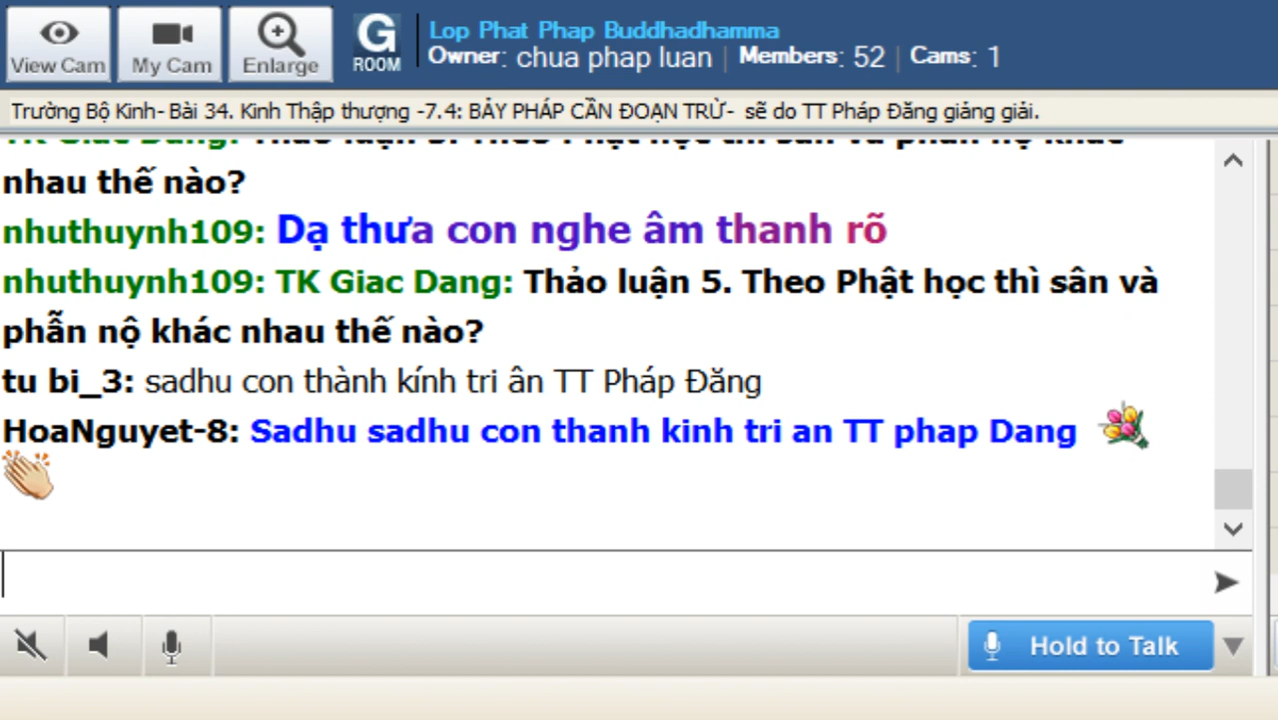 Lop Phat Phap Buddhadhamma
View Cam My Cam Enlarge G ROOM Owner: chua phap luan | Members: 52 | Cams: 1
Trường Bộ Kinh- Bài 34. Kinh Thập thượng -7.4: BẢY PHÁP CẦN ĐOẠN TRỪ- sẽ do TT Pháp Đăng giảng giải.
TK Giac Dang: Thảo luận 5. Theo Phật học thì sân và phẫn nộ khác
nhau thế nào?
nhuthuynh109: Dạ thưa con nghe âm thanh rõ
nhuthuynh109: TK Giac Dang: Thảo luận 5. Theo Phật học thì sân và
phẫn nộ khác nhau thế nào?
tu bi_3: sadhu con thành kính tri ân TT Pháp Đăng
HoaNguyet-8: Sadhu sadhu con thanh kinh tri an TT phap Dang
Hold to Talk